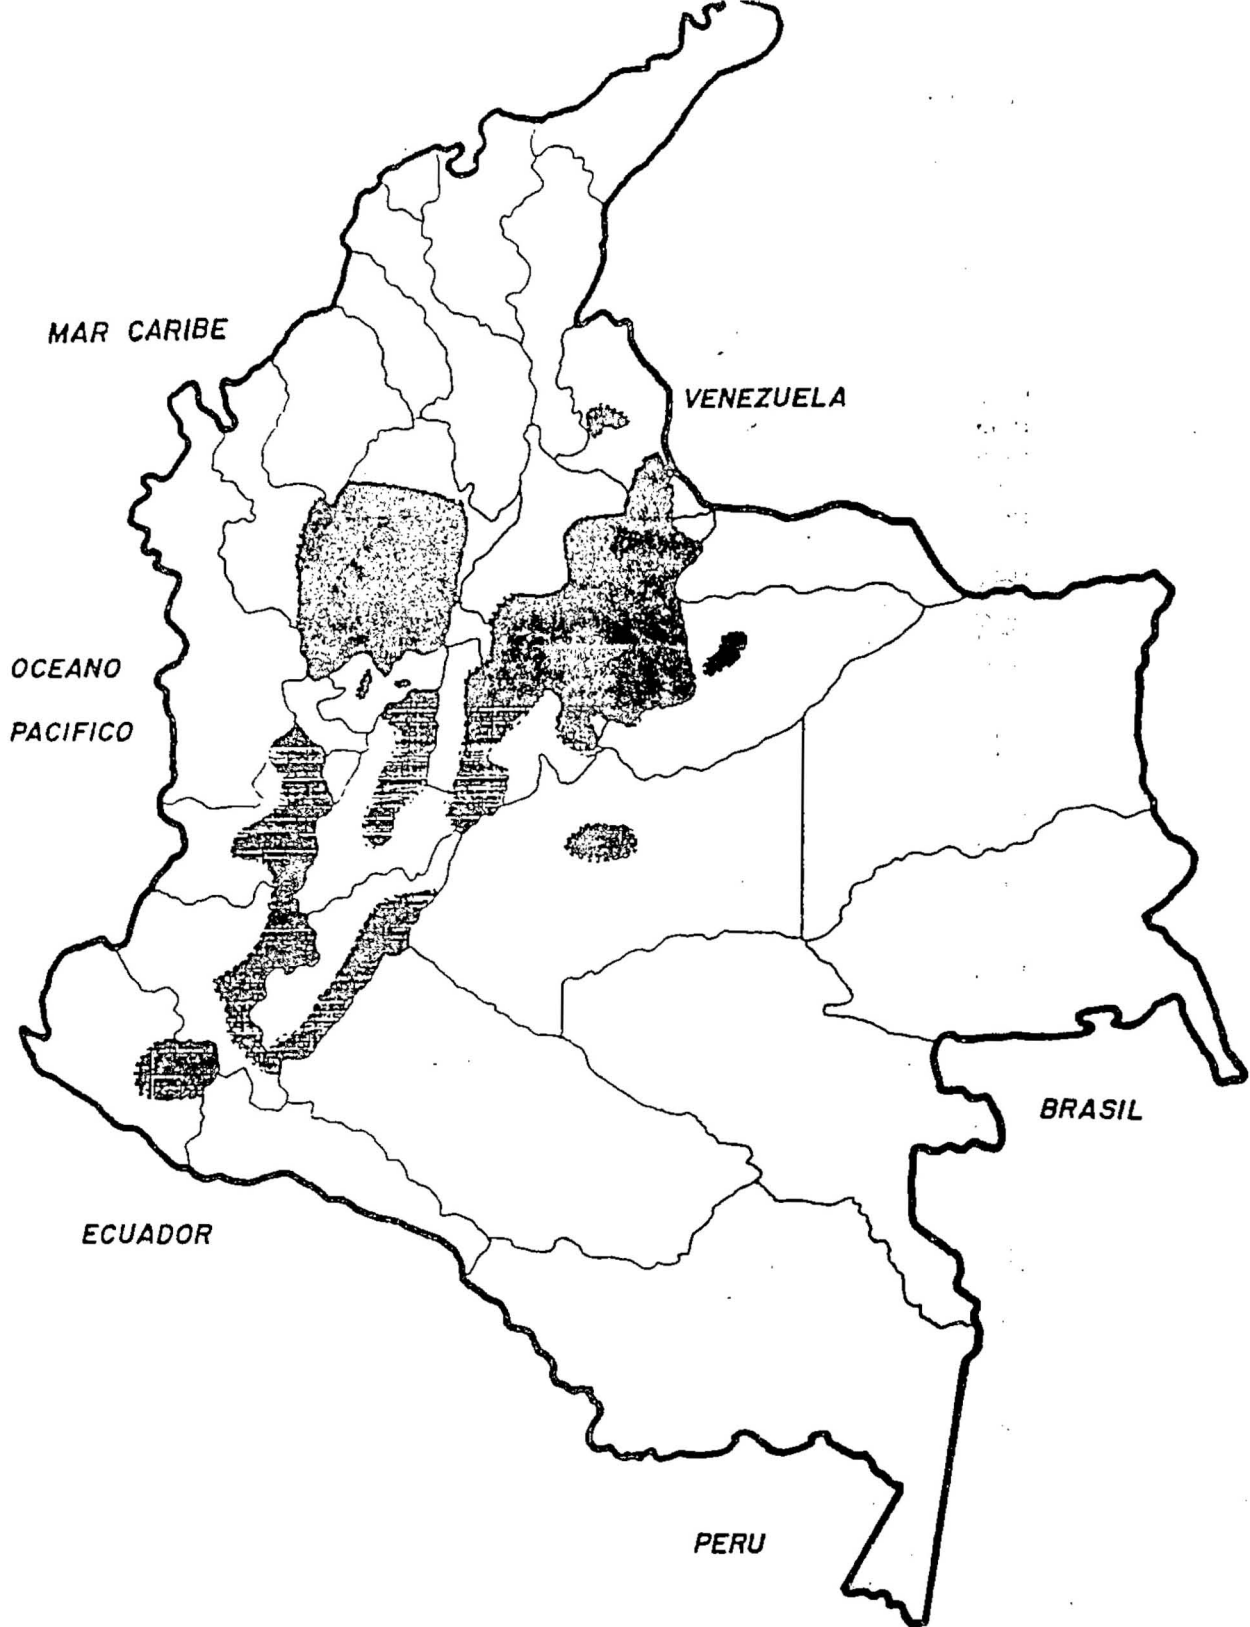 MAR CARIBE
VENEZUELA
OCEANO
PACIFICO
BRASIL
ECUADOR
PERU